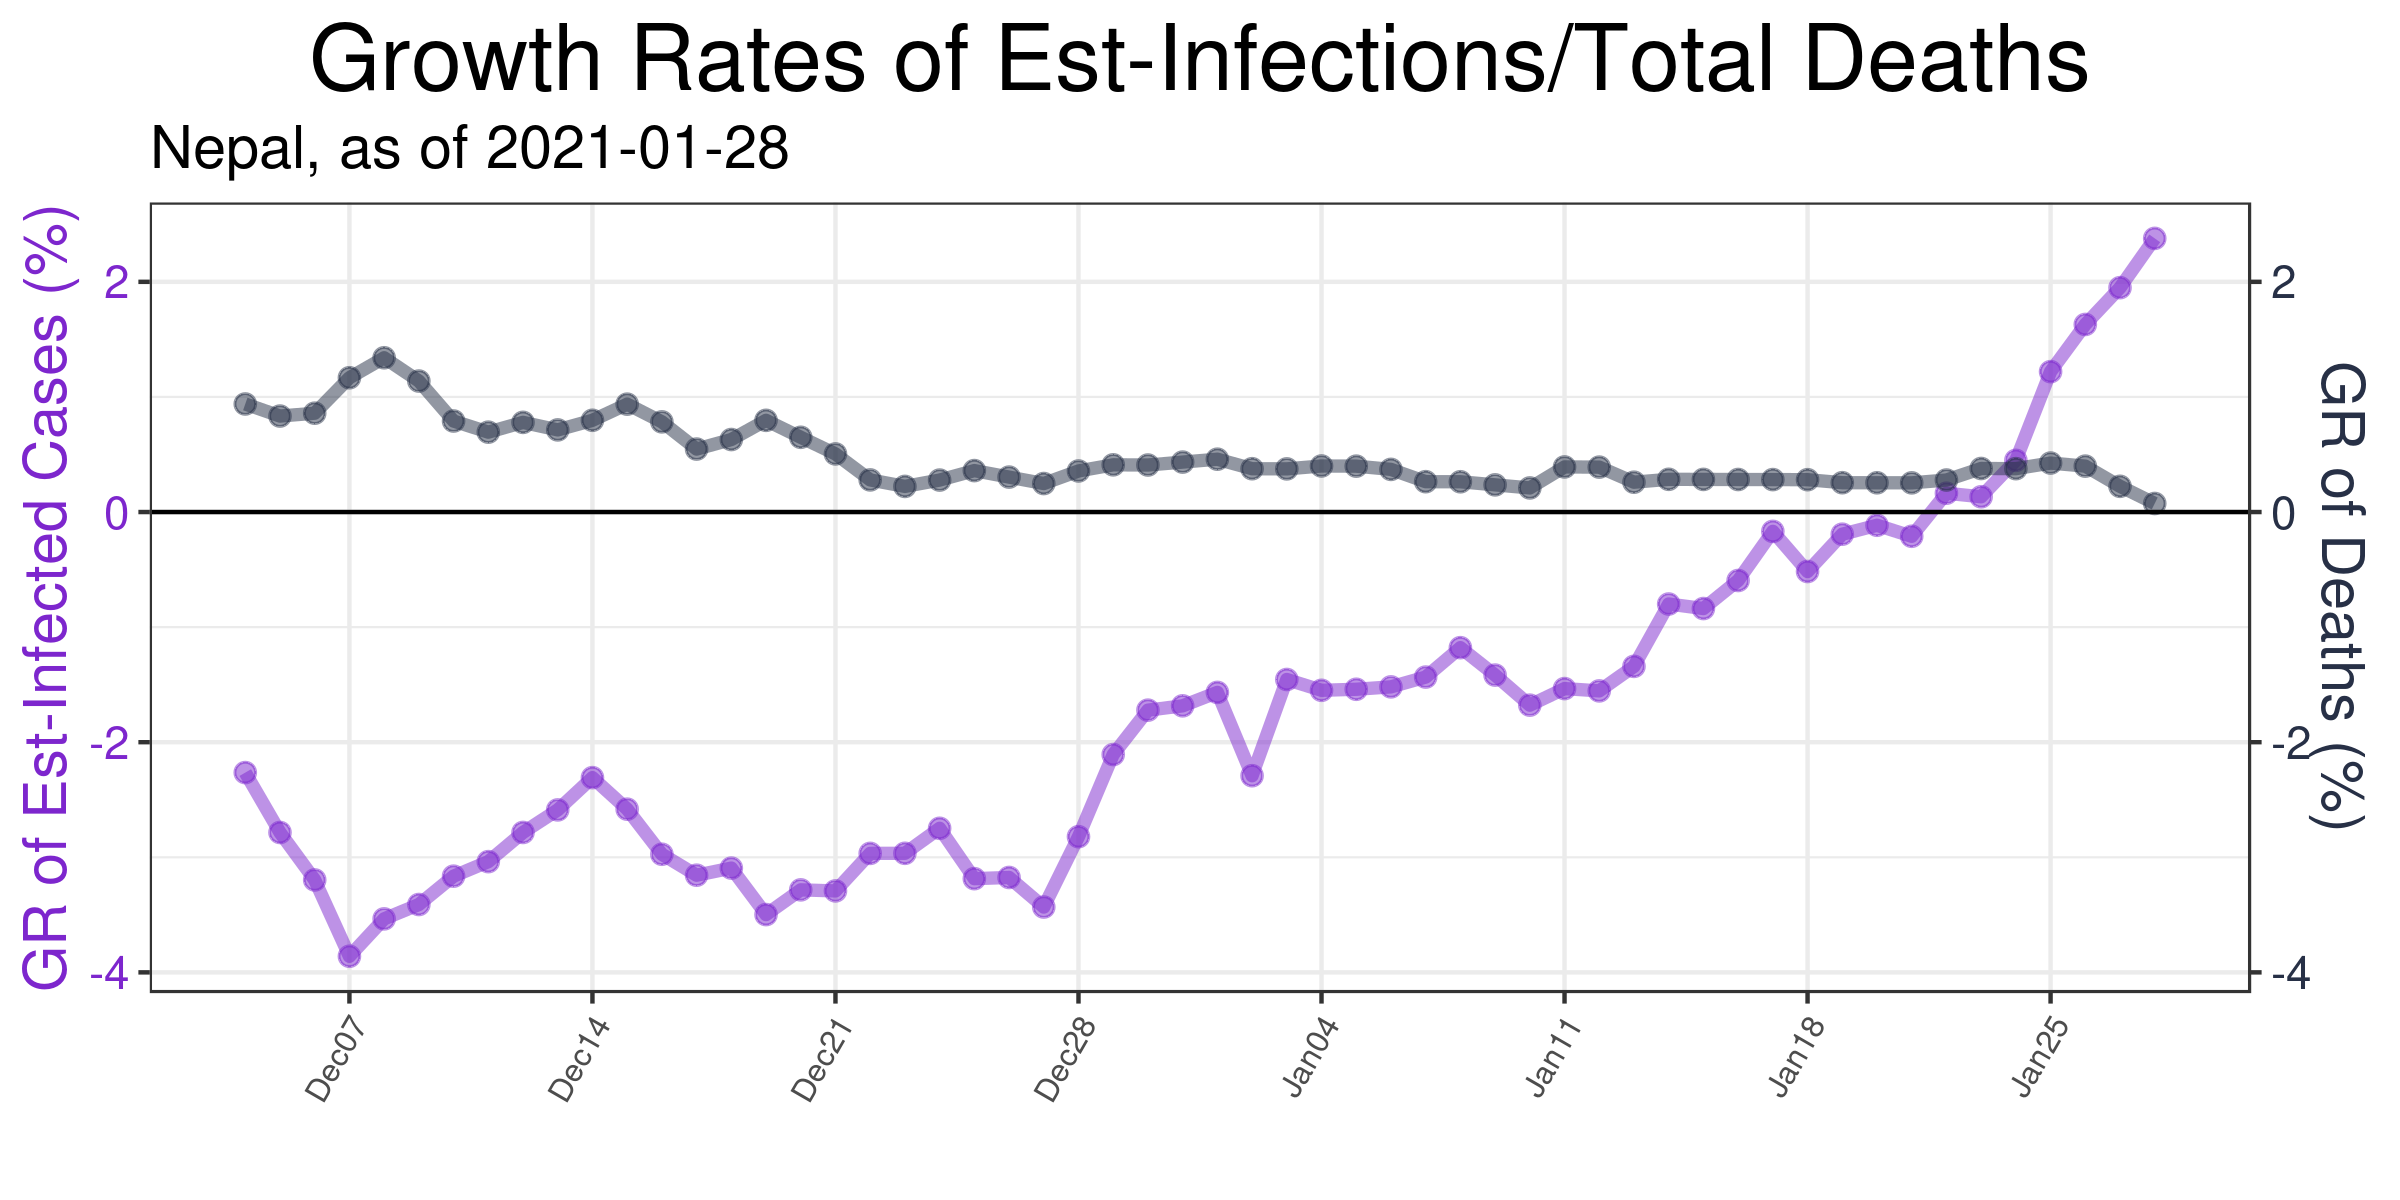 Growth Rates of Est-Infections/Total Deaths
Nepal, as of 2021-01-28
GR of Est-Infected Cases (%)
2
0
-2
-4
2
0
-2
-4
GR of Deaths (%)
Dec07
Dec14
Dec21
Dec28
Jan04
Jan11
Jan18
Jan25